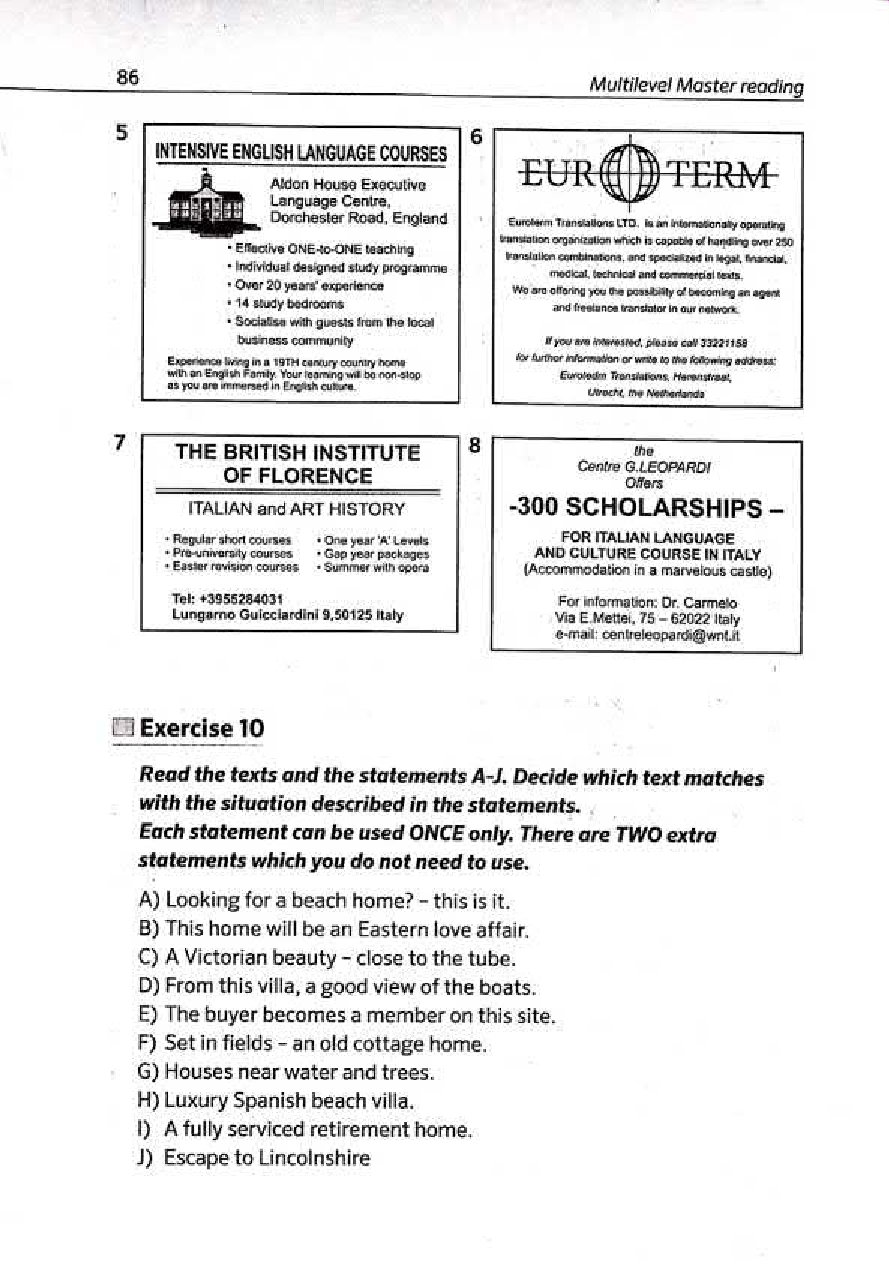 86
Multilevel Master reading
5
INTENSIVE ENGLISH LANGUAGE COURSES
Aldon House Executive
Language Centre,
Dorchester Road, England
• Effective ONE-to-ONE teaching
• Individual designed study programme
• Over 20 years' experience
• 14 study bedrooms
• Socialise with guests from the local
business community
Experience living in a 19TH century country home
with an English Family. Your learning will be non-stop
as you are immersed in English culture.
6
EUROTERM
Euroterm Translations LTD. is an internationally operating
translation organization which is capable of handling over 250
translation combinations, and specialized in legal, financial,
medical, technical and commercial texts.
We are offering you the possibility of becoming an agent
and freelance translator in our network.
If you are interested, please call 33221158
for further information or write to the following address:
Translations,
Utrecht, the Netherlands
7
THE BRITISH INSTITUTE
OF FLORENCE
ITALIAN and ART HISTORY
• Regular short courses
• Pre-university courses
• Easter revision courses
• One year 'A' Levels
• Gap year packages
• Summer with opera
Tel: +3955284031
Lungarno Guicciardini 9,50125 Italy
8
the
Centre G.LEOPARDI
Offers
-300 SCHOLARSHIPS –
FOR ITALIAN LANGUAGE
AND CULTURE COURSE IN ITALY
(Accommodation in a marvelous castle)
For information: Dr. Carmelo
Via E.Mettei, 75 – 62022 Italy
e-mail: centreleopardi@wnt.it
Exercise 10
Read the texts and the statements A-J. Decide which text matches
with the situation described in the statements.
Each statement can be used ONCE only. There are TWO extra
statements which you do not need to use.
A) Looking for a beach home? – this is it.
B) This home will be an Eastern love affair.
C) A Victorian beauty – close to the tube.
D) From this villa, a good view of the boats.
E) The buyer becomes a member on this site.
F) Set in fields – an old cottage home.
G) Houses near water and trees.
H) Luxury Spanish beach villa.
I) A fully serviced retirement home.
J) Escape to Lincolnshire